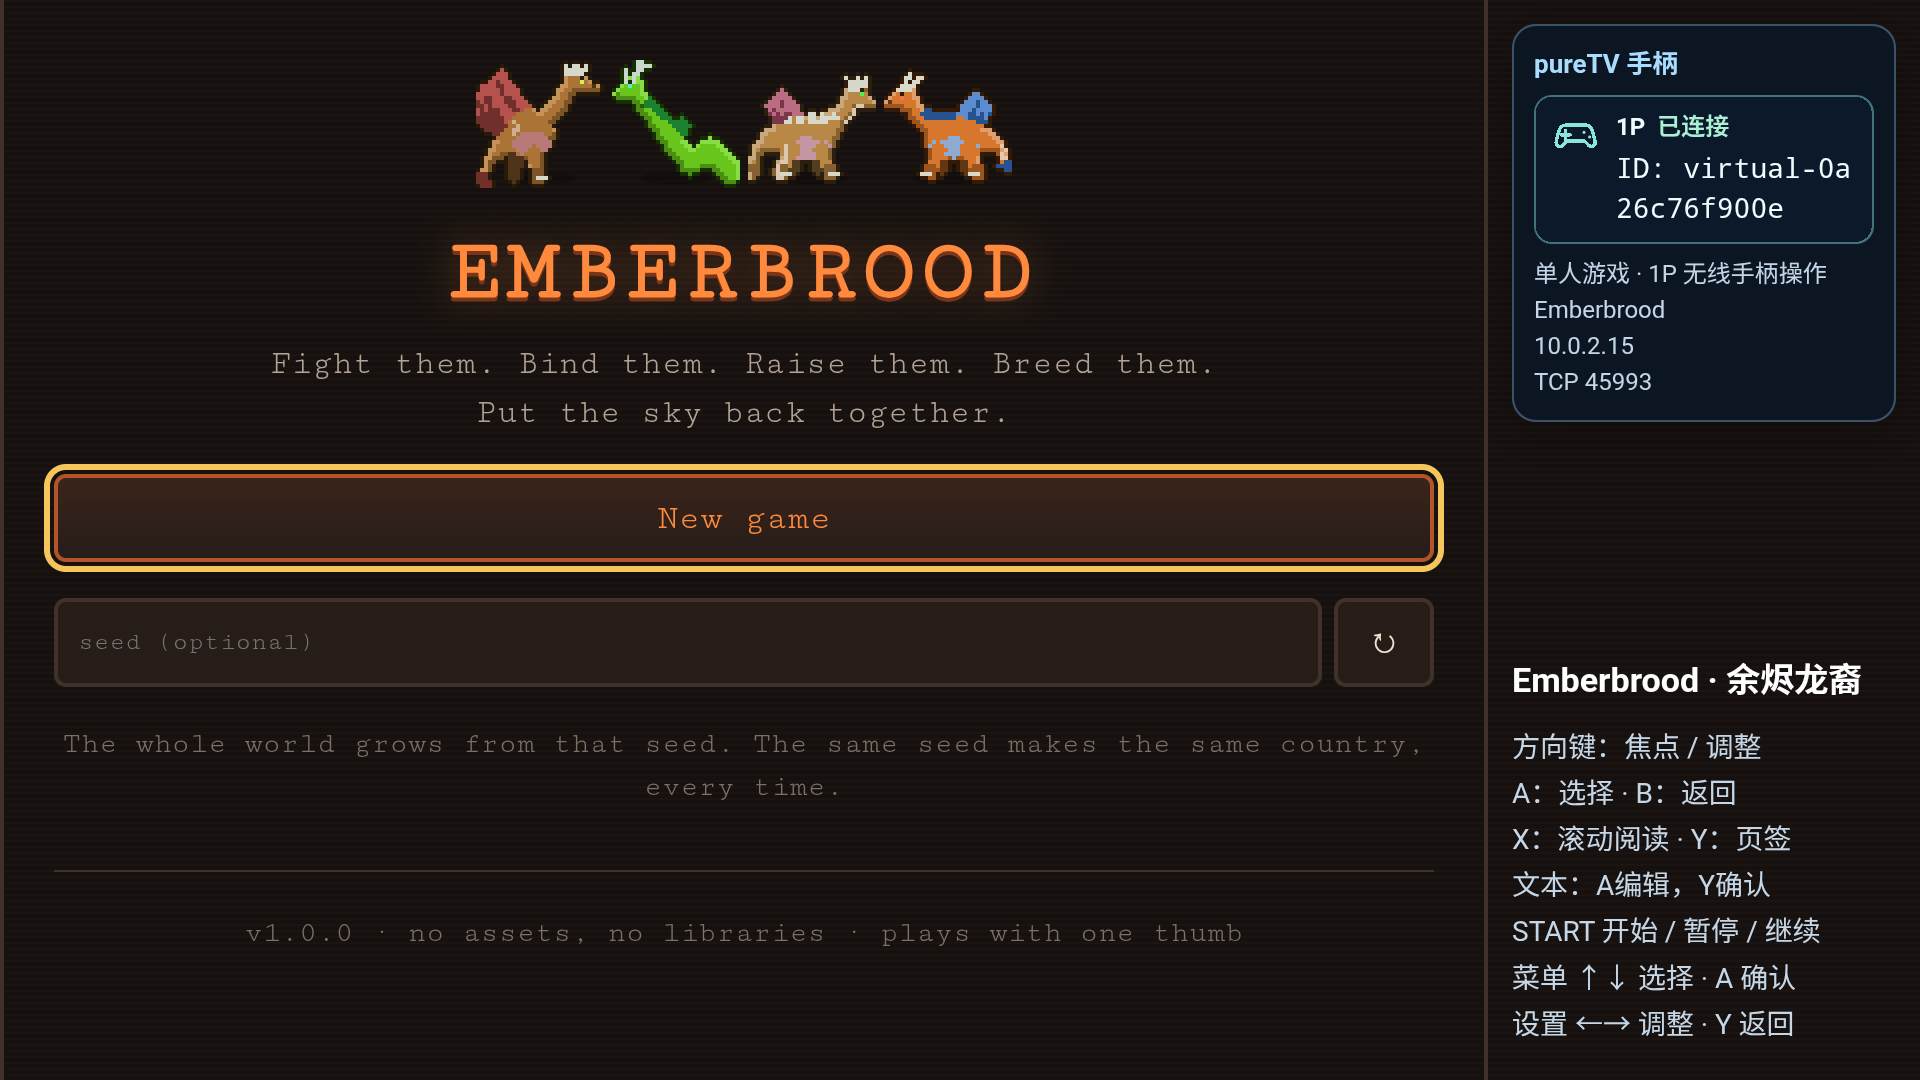 EMBERBROOD
Fight them. Bind them. Raise them. Breed them.
Put the sky back together.
New game
seed (optional)
↻
The whole world grows from that seed. The same seed makes the same country,
every time.
v1.0.0 · no assets, no libraries · plays with one thumb
pureTV 手柄
1P 已连接
ID: virtual-0a
26c76f900e
单人游戏 · 1P 无线手柄操作
Emberbrood
10.0.2.15
TCP 45993
Emberbrood · 余烬龙裔
方向键：焦点 / 调整
A：选择 · B：返回
X：滚动阅读 · Y：页签
文本：A编辑，Y确认
START 开始 / 暂停 / 继续
菜单 ↑↓ 选择 · A 确认
设置 ←→ 调整 · Y 返回